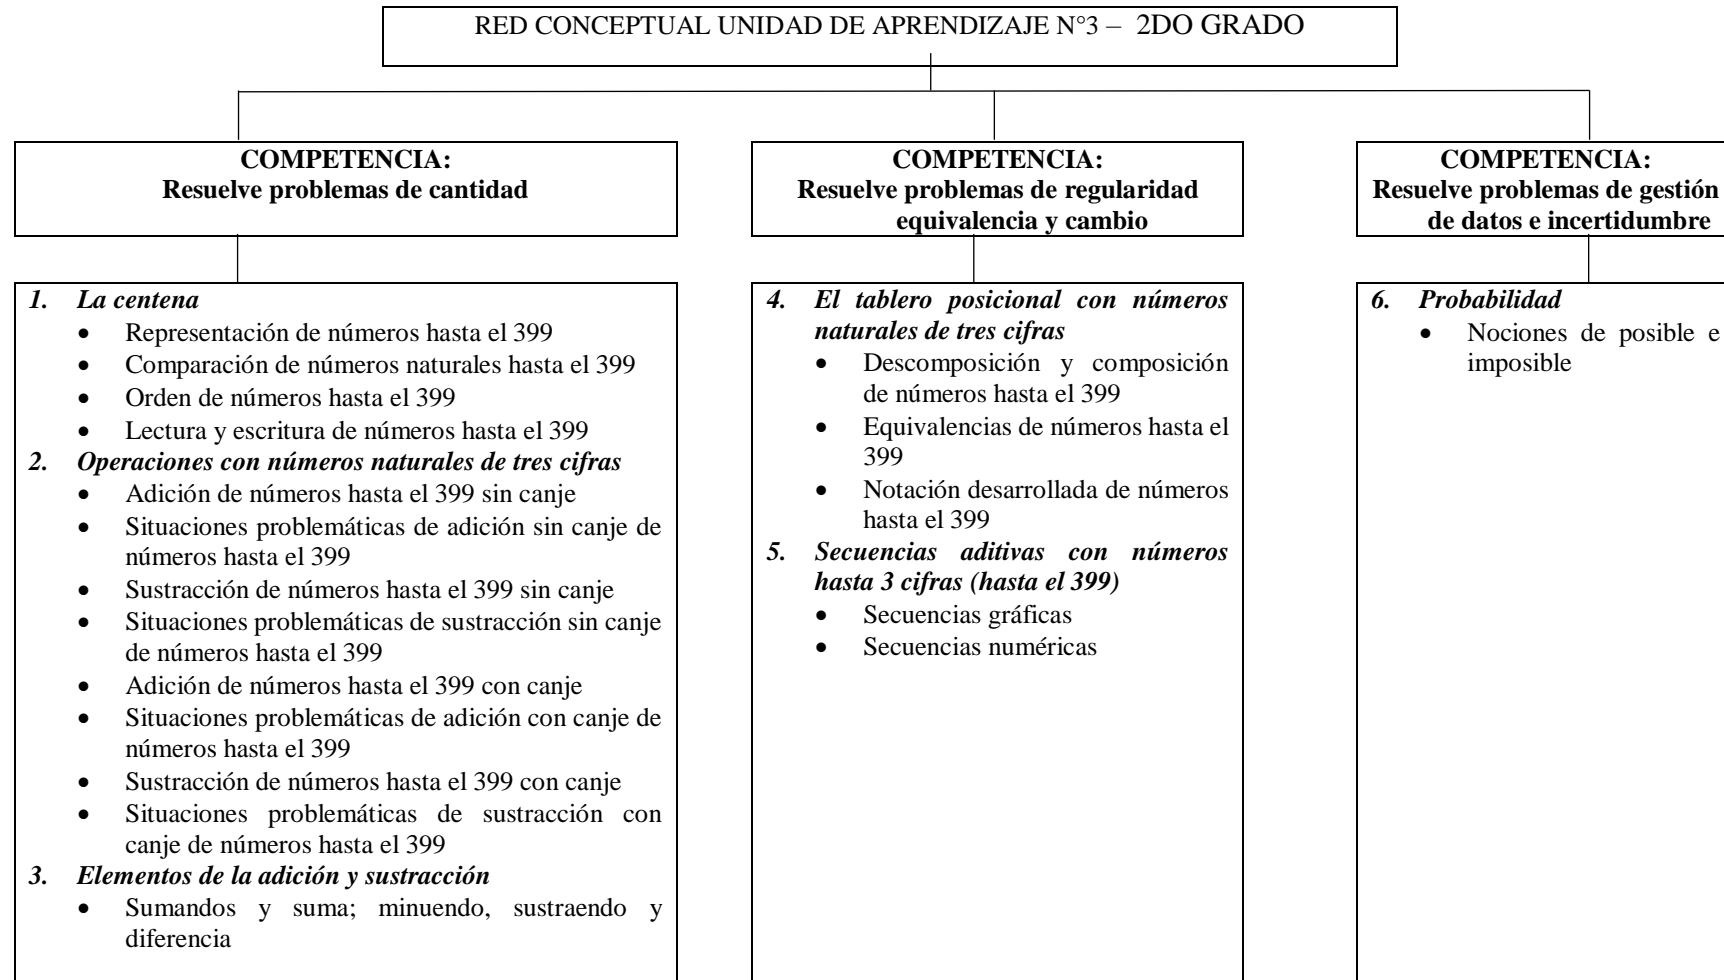 RED CONCEPTUAL UNIDAD DE APRENDIZAJE N°3 – 2DO GRADO
COMPETENCIA:
Resuelve problemas de cantidad
COMPETENCIA:
Resuelve problemas de regularidad
equivalencia y cambio
COMPETENCIA:
Resuelve problemas de gestión
de datos e incertidumbre
1. La centena
• Representación de números hasta el 399
• Comparación de números naturales hasta el 399
• Orden de números hasta el 399
• Lectura y escritura de números hasta el 399
2. Operaciones con números naturales de tres cifras
• Adición de números hasta el 399 sin canje
• Situaciones problemáticas de adición sin canje de
números hasta el 399
• Sustracción de números hasta el 399 sin canje
• Situaciones problemáticas de sustracción sin canje
de números hasta el 399
• Adición de números hasta el 399 con canje
• Situaciones problemáticas de adición con canje de
números hasta el 399
• Sustracción de números hasta el 399 con canje
• Situaciones problemáticas de sustracción con
canje de números hasta el 399
3. Elementos de la adición y sustracción
• Sumandos y suma; minuendo, sustraendo y
diferencia
4. El tablero posicional con números
naturales de tres cifras
• Descomposición y composición
de números hasta el 399
• Equivalencias de números hasta el
399
• Notación desarrollada de números
hasta el 399
5. Secuencias aditivas con números
hasta 3 cifras (hasta el 399)
• Secuencias gráficas
• Secuencias numéricas
6. Probabilidad
• Nociones de posible e
imposible